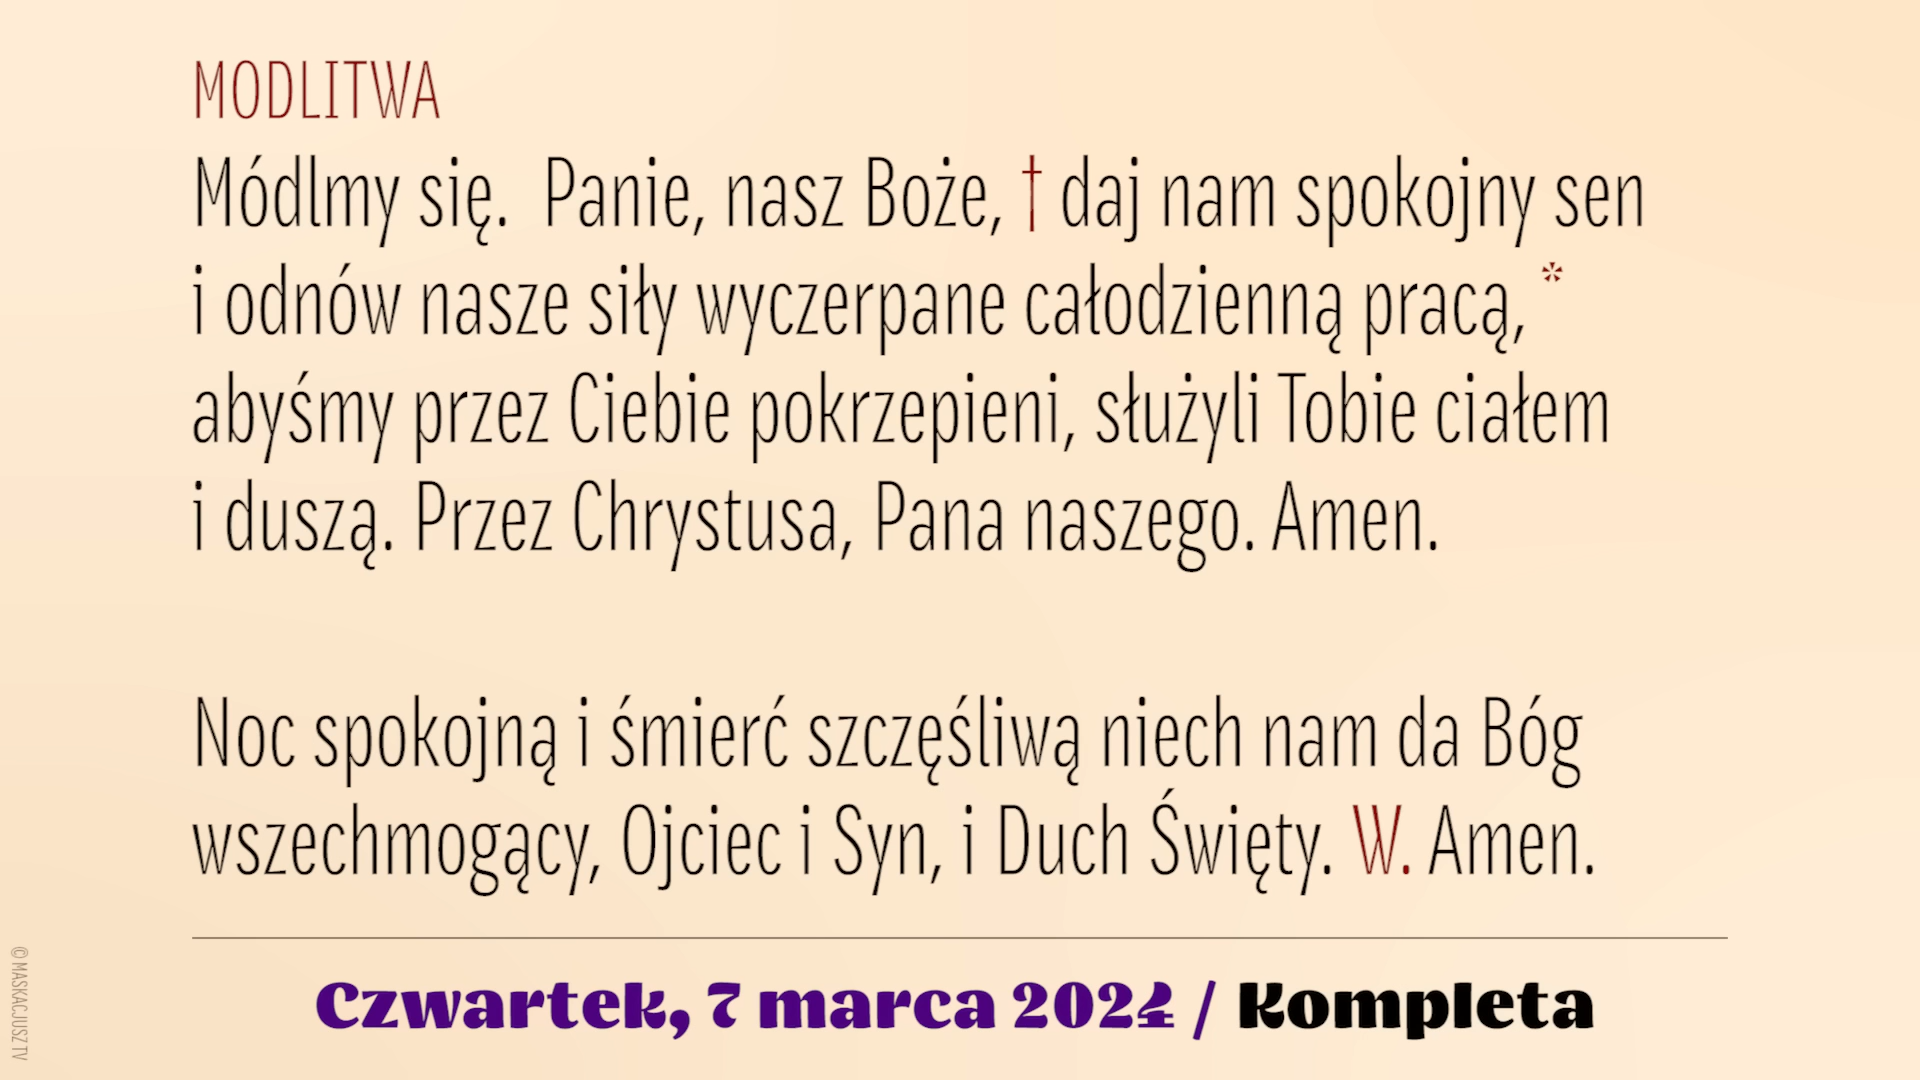 MODLITWA
Módlmy się.  Panie, nasz Boże, † daj nam spokojny sen
i odnów nasze siły wyczerpane całodzienną pracą, *
abyśmy przez Ciebie pokrzepieni, służyli Tobie ciałem
i duszą. Przez Chrystusa, Pana naszego. Amen.
Noc spokojną i śmierć szczęśliwą niech nam da Bóg
wszechmogący, Ojciec i Syn, i Duch Święty. W. Amen.
Czwartek, 7 marca 2024 / Kompleta
© MASKACJUSZ TV